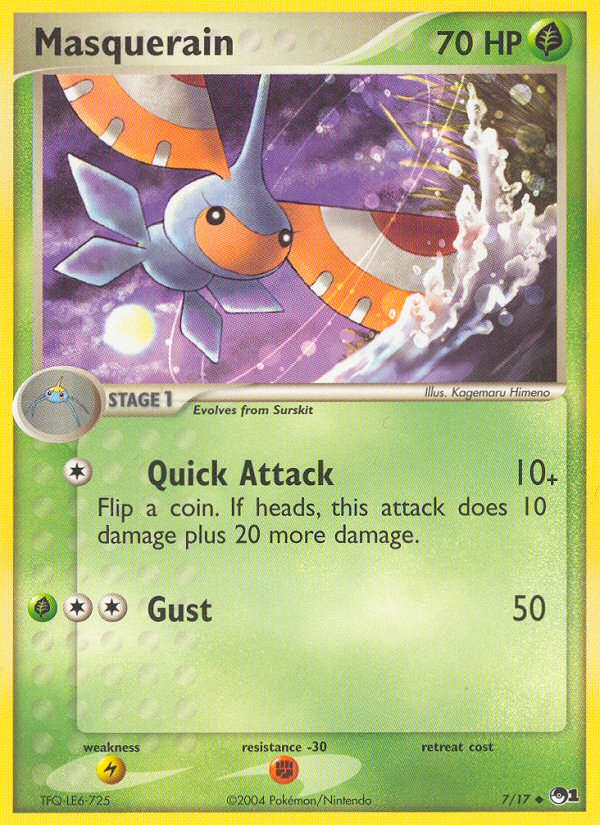 Masquerain 70 HP
Illus. Kagemaru Himeno
STAGE 1
Evolves from Surskit
Quick Attack 10+
Flip a coin. If heads, this attack does 10
damage plus 20 more damage.
Gust 50
weakness resistance -30 retreat cost
TFQ-LE6-725 ©2004 Pokémon/Nintendo 7/17 ◆ 1